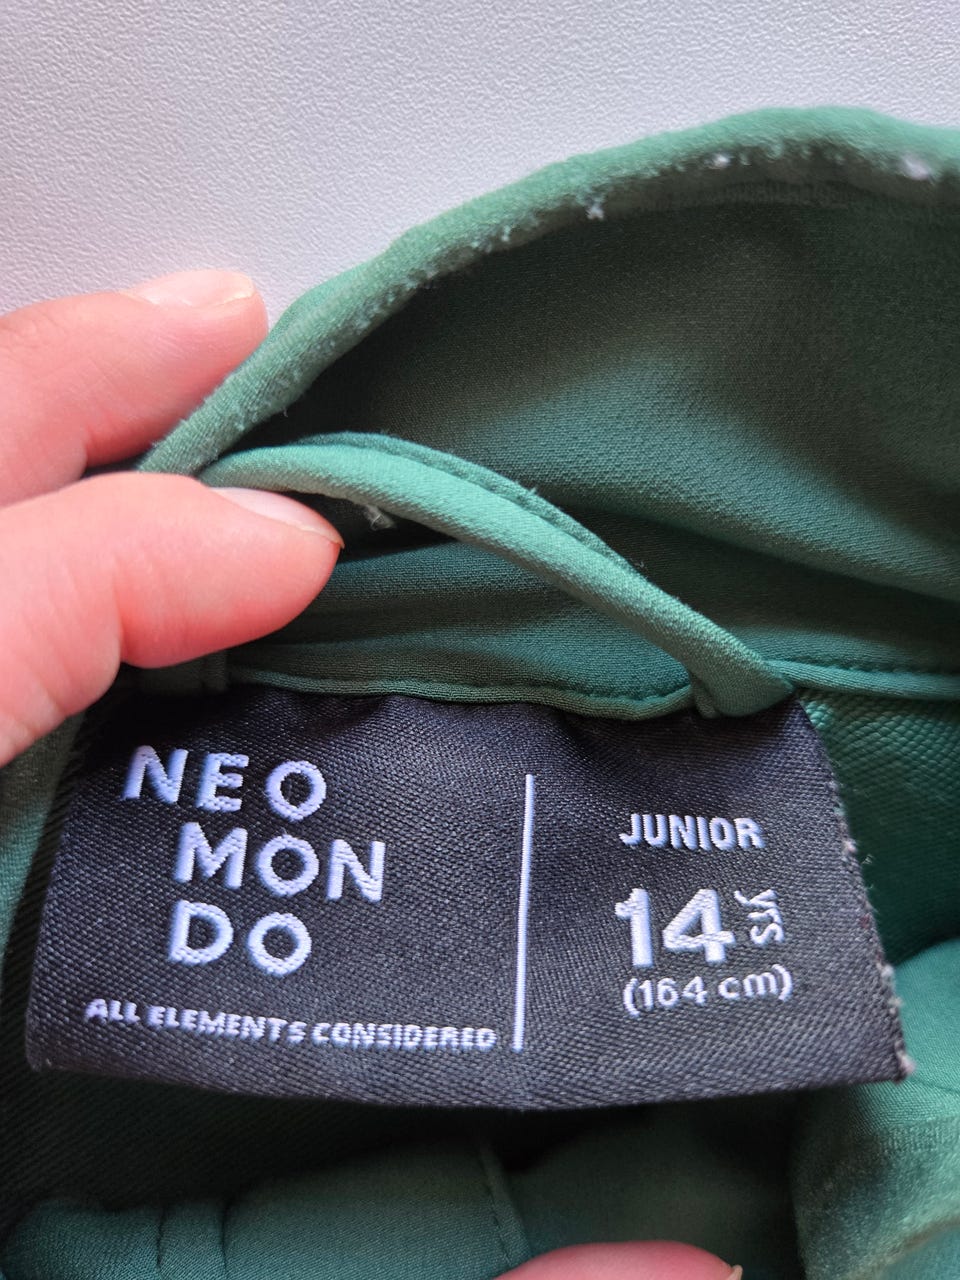 NEO
MON
DO
ALL ELEMENTS CONSIDERED
JUNIOR
14 yrs
(164 cm)